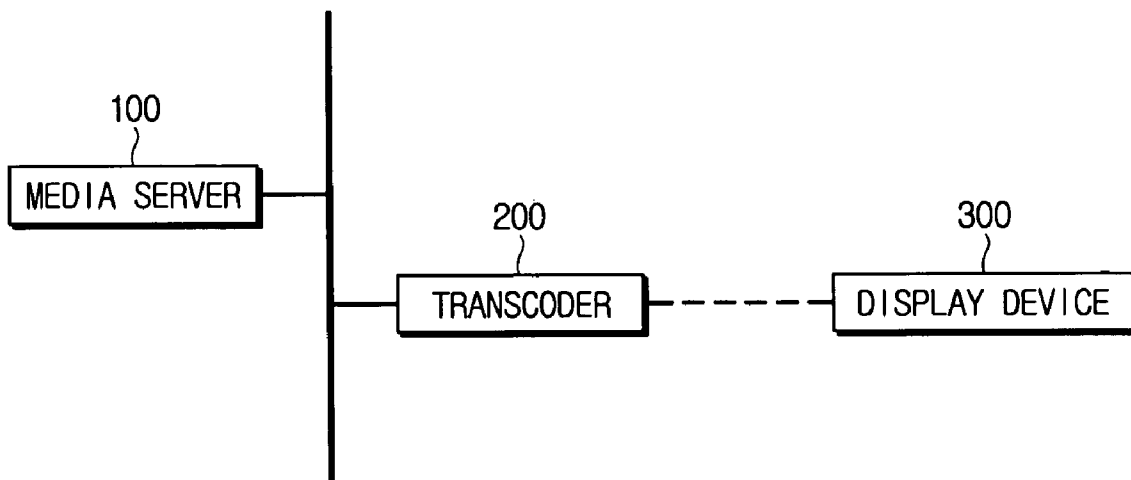 100
MEDIA SERVER
200
TRANSCODER
300
DISPLAY DEVICE